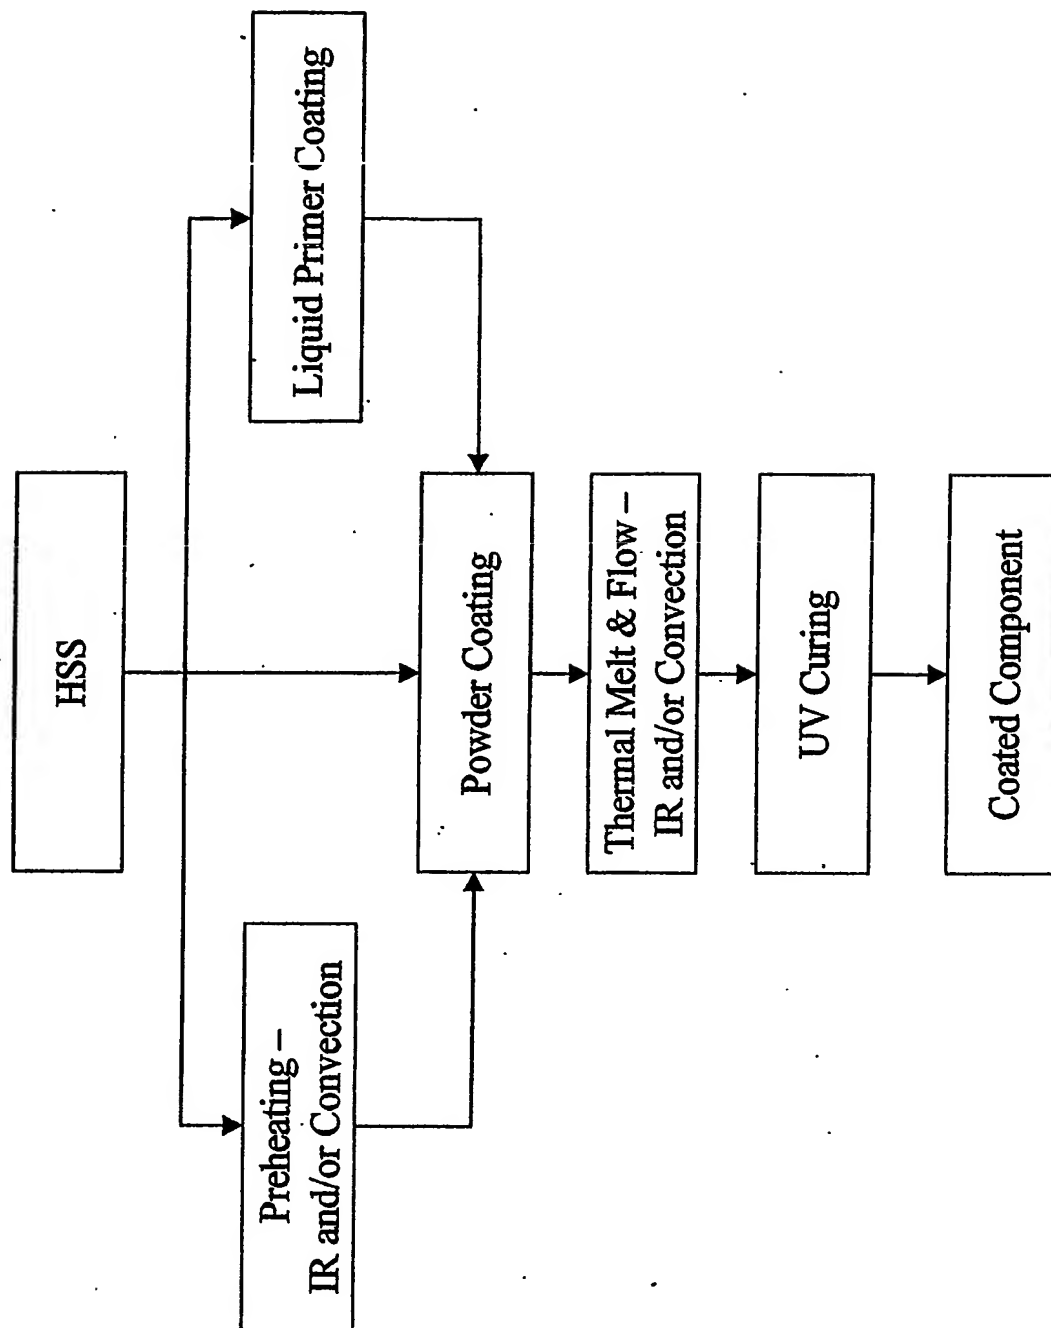 HSS
Preheating –
IR and/or Convection
Liquid Primer Coating
Powder Coating
Thermal Melt & Flow –
IR and/or Convection
UV Curing
Coated Component